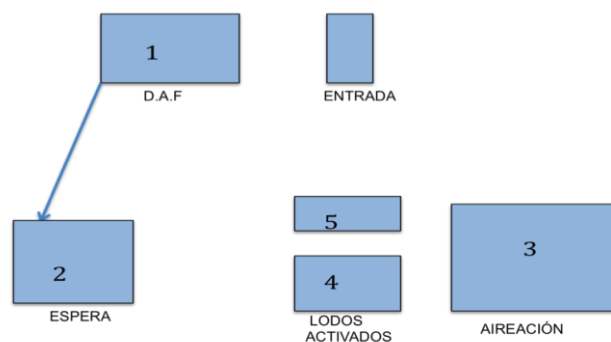 1
D.A.F
ENTRADA
2
ESPERA
5
4
LODOS
ACTIVADOS
3
AIREACIÓN